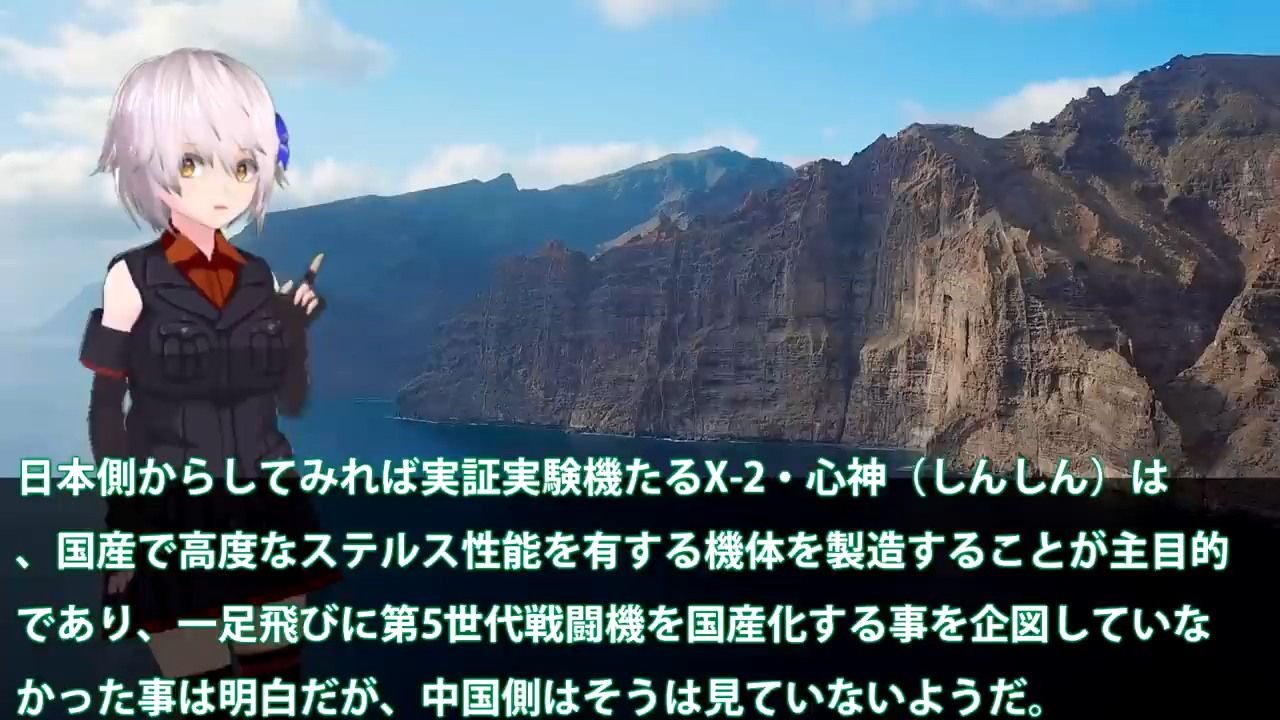 日本側からしてみれば実証実験機たるX-2・心神（しんしん）は
、国産で高度なステルス性能を有する機体を製造することが主目的
であり、一足飛びに第5世代戦闘機を国産化する事を企図していな
かった事は明白だが、中国側はそうは見ていないようだ。